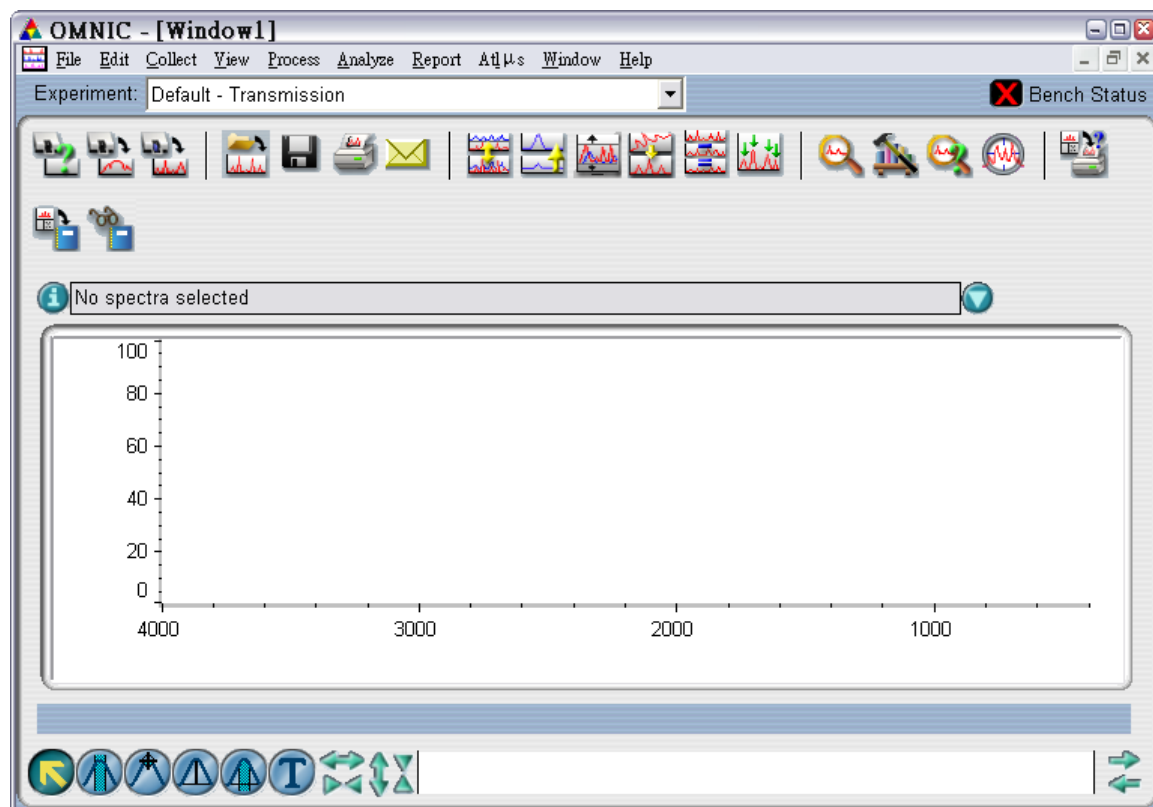 OMNIC - [Window1]
File Edit Collect View Process Analyze Report Atlμs Window Help
Experiment: Default - Transmission Bench Status
No spectra selected
100
80
60
40
20
0
4000 3000 2000 1000
T